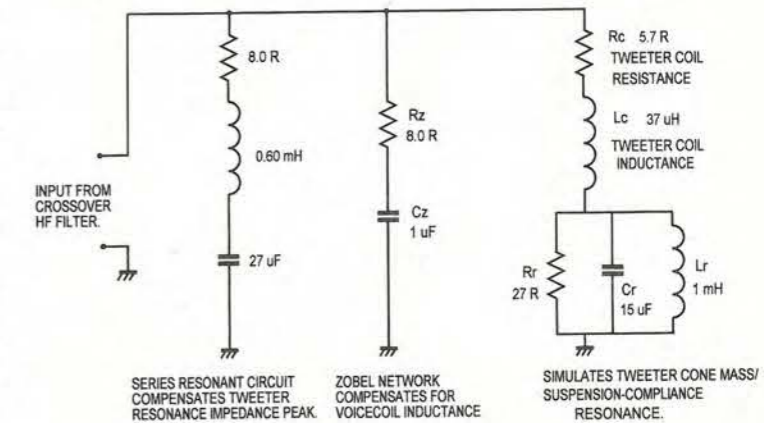 8.0 R
0.60 mH
27 uF
Rz
8.0 R
Cz
1 uF
Rc 5.7 R
TWEETER COIL
RESISTANCE
Lc 37 uH
TWEETER COIL
INDUCTANCE
INPUT FROM
CROSSOVER
HF FILTER.
Rr
27 R
Cr
15 uF
Lr
1 mH
SERIES RESONANT CIRCUIT
COMPENSATES TWEETER
RESONANCE IMPEDANCE PEAK.
ZOBEL NETWORK
COMPENSATES FOR
VOICECOIL INDUCTANCE
SIMULATES TWEETER CONE MASS/
SUSPENSION-COMPLIANCE
RESONANCE.